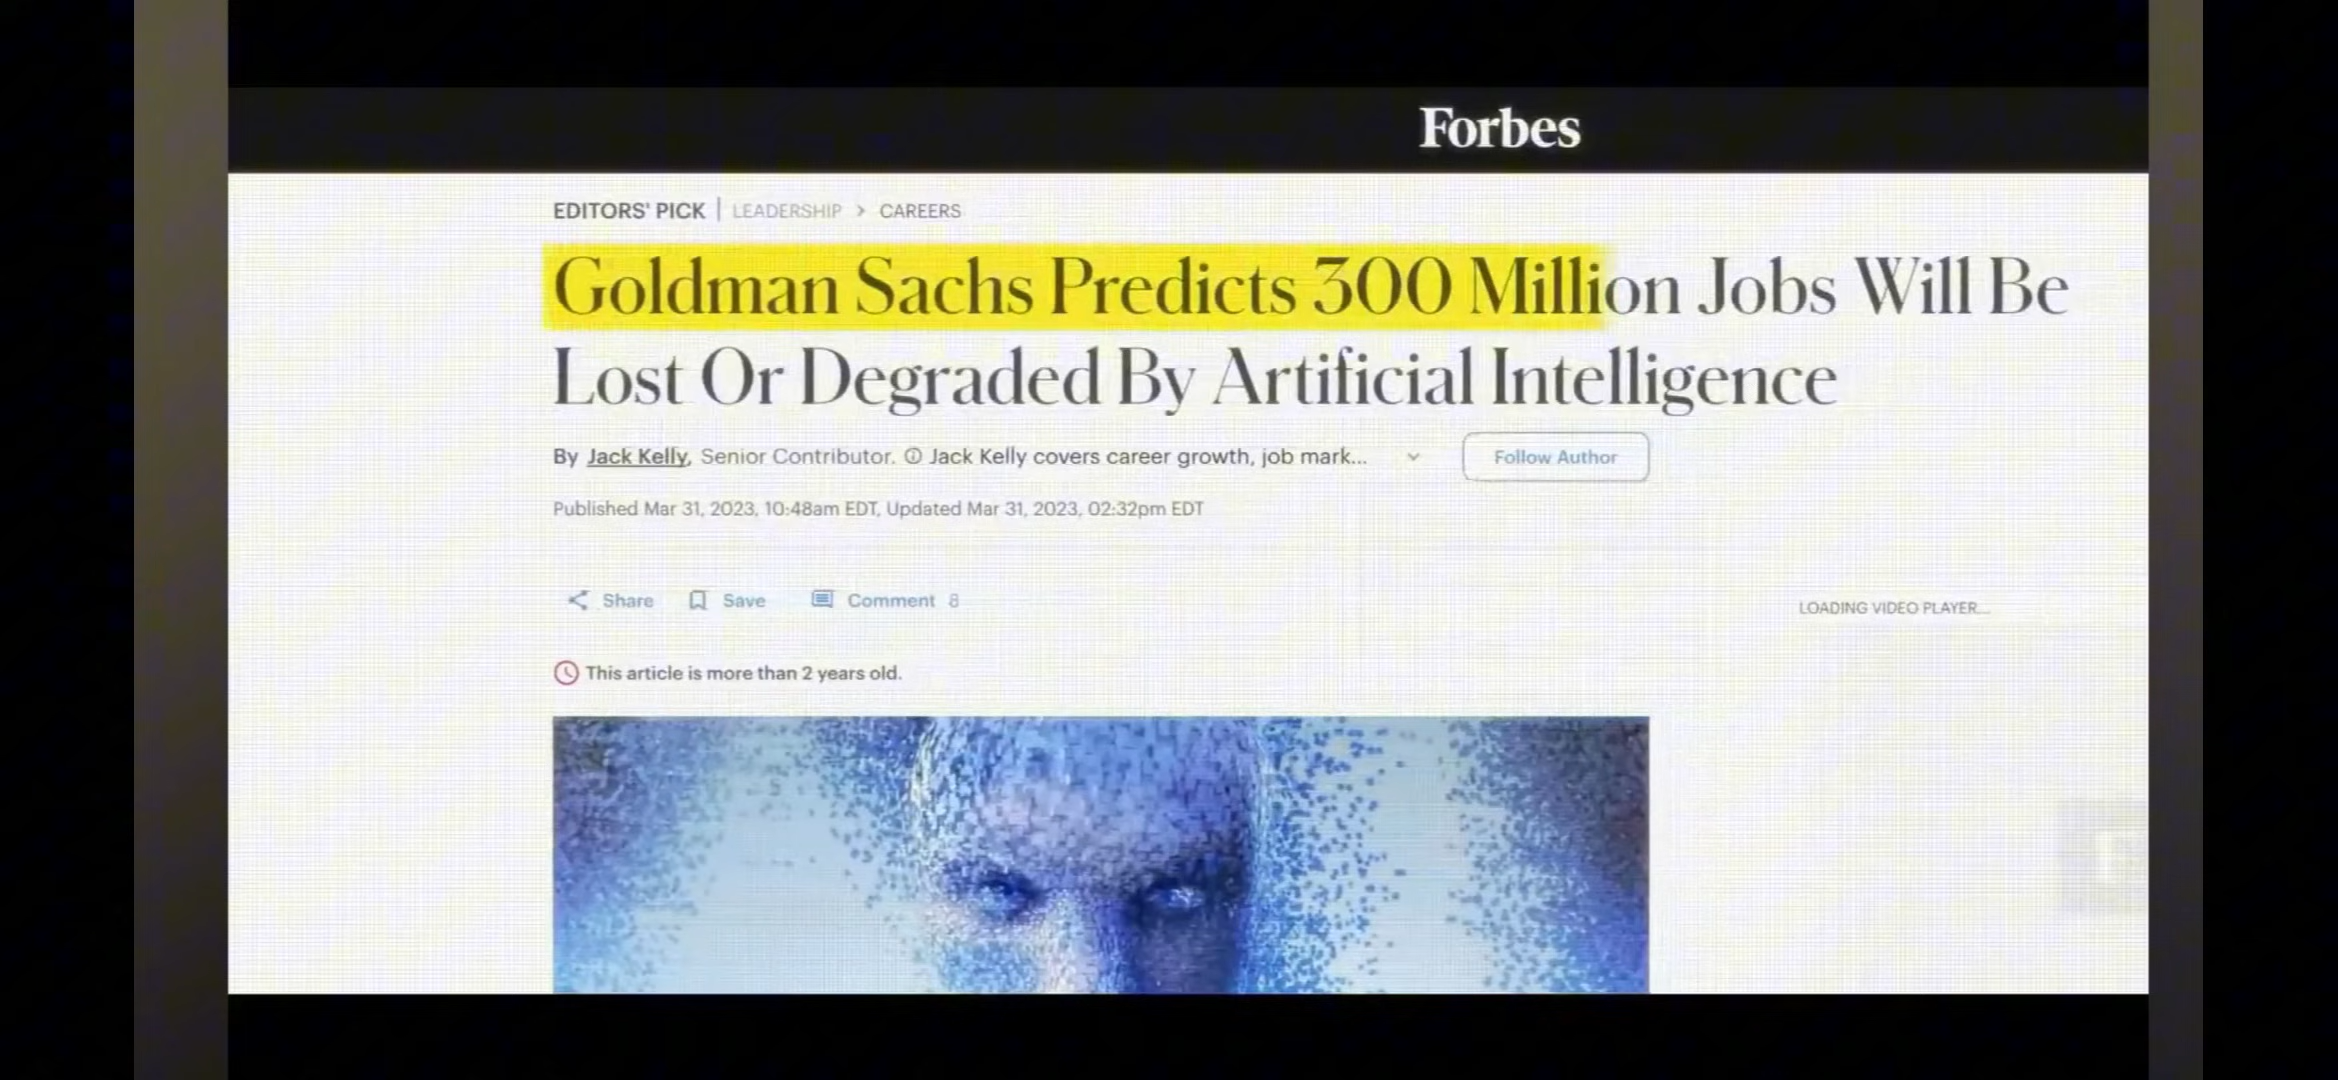 Forbes
EDITORS' PICK | LEADERSHIP > CAREERS
Goldman Sachs Predicts 300 Million Jobs Will Be
Lost Or Degraded By Artificial Intelligence
By Jack Kelly, Senior Contributor. ⓘ Jack Kelly covers career growth, job mark...
Follow Author
Published Mar 31, 2023, 10:48am EDT, Updated Mar 31, 2023, 02:32pm EDT
Share Save Comment 8
LOADING VIDEO PLAYER...
This article is more than 2 years old.